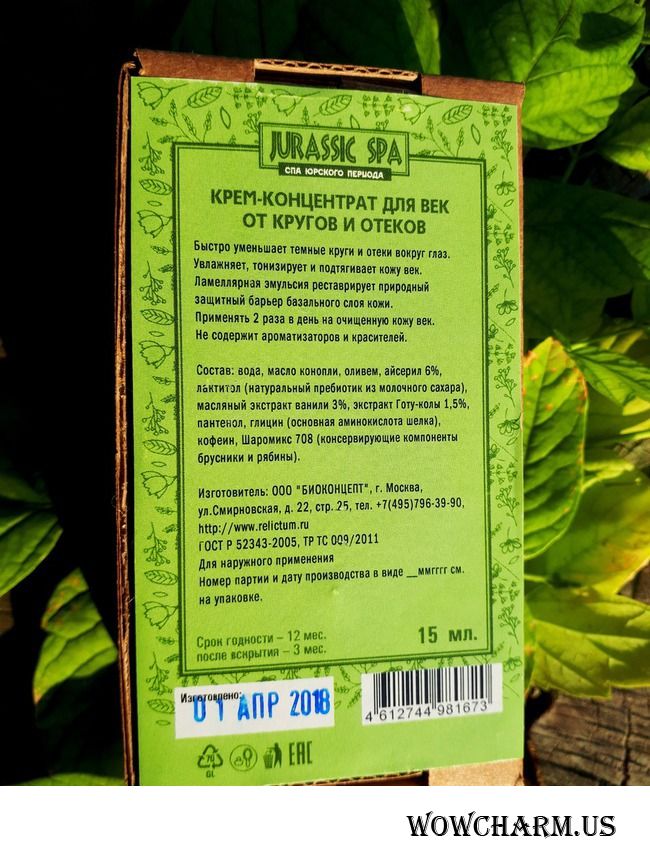 JURASSIC SPA
СПА ЮРСКОГО ПЕРИОДА
КРЕМ-КОНЦЕНТРАТ ДЛЯ ВЕК
ОТ КРУГОВ И ОТЕКОВ
Быстро уменьшает темные круги и отеки вокруг глаз.
Увлажняет, тонизирует и подтягивает кожу век.
Ламеллярная эмульсия реставрирует природный
защитный барьер базального слоя кожи.
Применять 2 раза в день на очищенную кожу век.
Не содержит ароматизаторов и красителей.
Состав: вода, масло конопли, оливем, айсерил 6%,
лактитол (натуральный пребиотик из молочного сахара),
масляный экстракт ванили 3%, экстракт Готу-колы 1,5%,
пантенол, глицин (основная аминокислота шелка),
кофеин, Шаромикс 708 (консервирующие компоненты
брусники и рябины).
Изготовитель: ООО "БИОКОНЦЕПТ", г. Москва,
ул.Смирновская, д. 22, стр. 25, тел. +7(495)796-39-90,
http://www.relictum.ru
ГОСТ Р 52343-2005, ТР ТС 009/2011
Для наружного применения
Номер партии и дату производства в виде __ммгггг см.
на упаковке.
Срок годности – 12 мес.
после вскрытия – 3 мес.
15 мл.
Изготовлено:
01 АПР 2018
4 612744 981673
70
GL
EAC
WOWCHARM.US